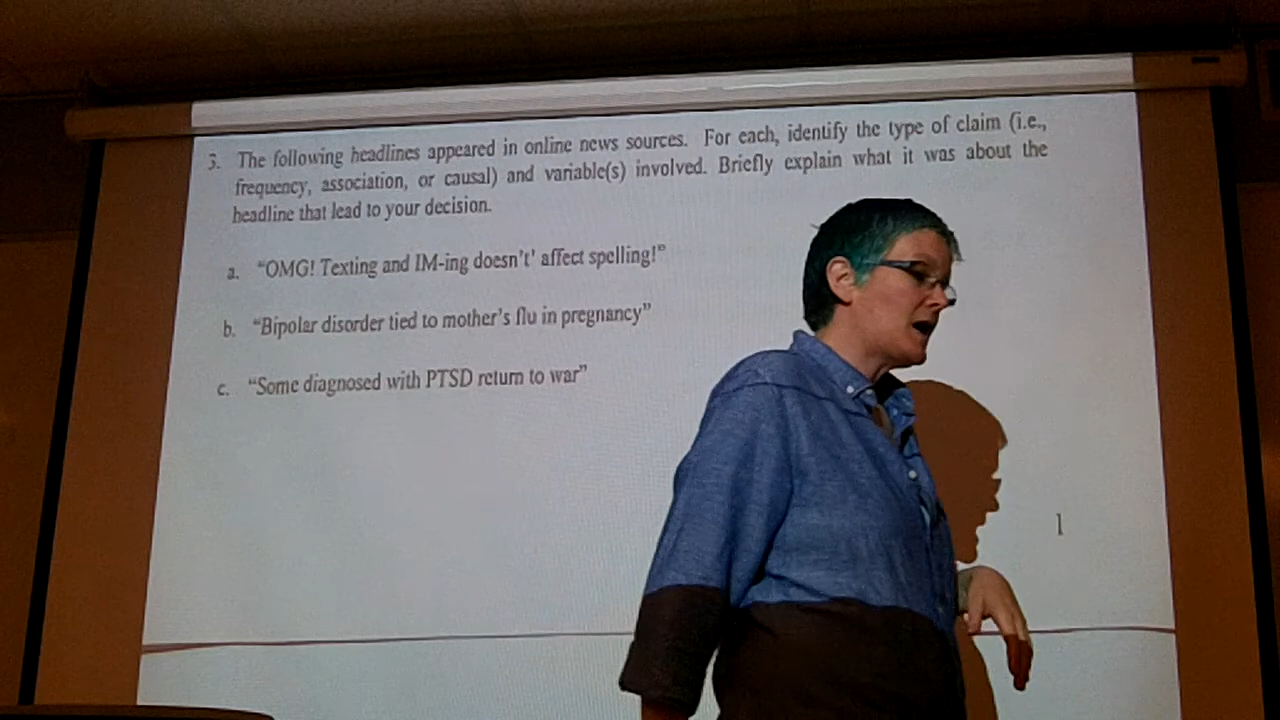 3. The following headlines appeared in online news sources. For each, identify the type of claim (i.e.,
frequency, association, or causal) and variable(s) involved. Briefly explain what it was about the
headline that lead to your decision.
a. “OMG! Texting and IM-ing doesn’t’ affect spelling!”
b. “Bipolar disorder tied to mother’s flu in pregnancy”
c. “Some diagnosed with PTSD return to war”
1